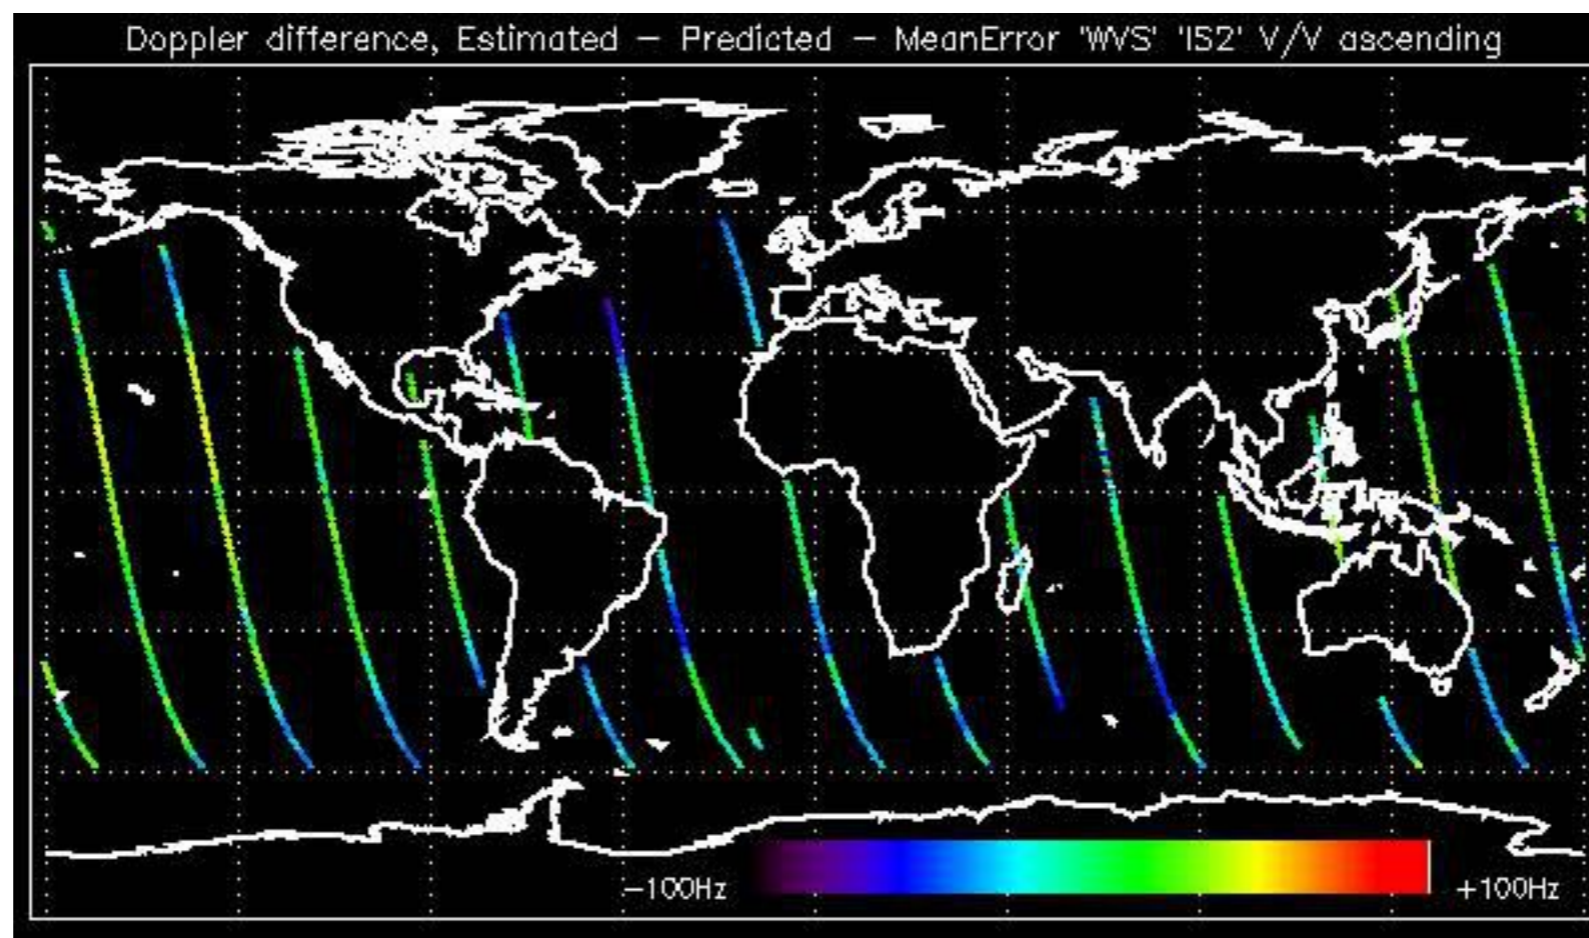 Doppler difference, Estimated – Predicted – MeanError 'WVS' 'IS2' V/V ascending
–100Hz +100Hz